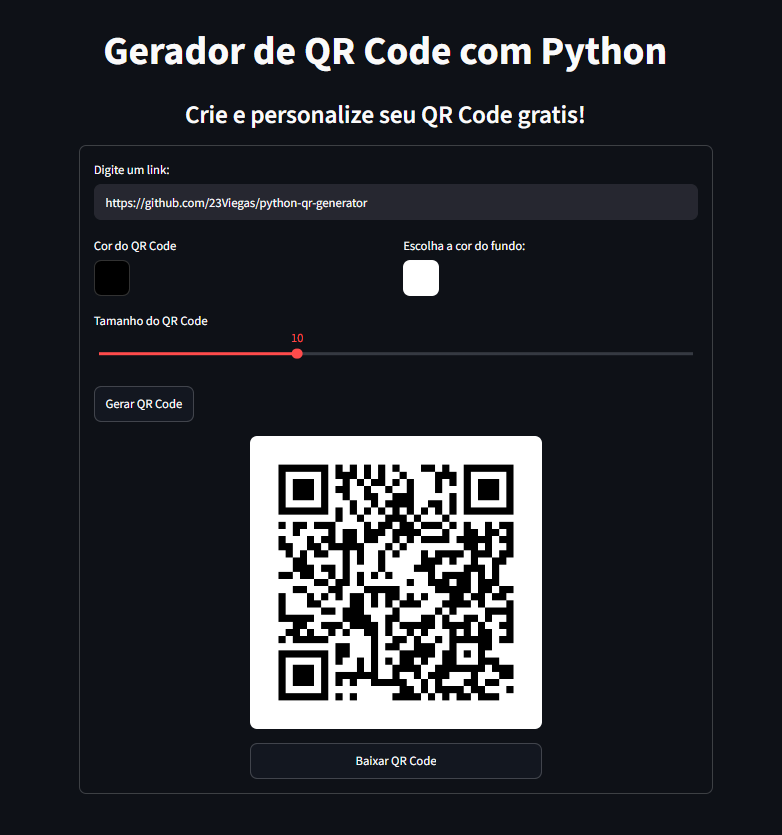 Gerador de QR Code com Python
Crie e personalize seu QR Code gratis!
Digite um link:
https://github.com/23Viegas/python-qr-generator
Cor do QR Code
Escolha a cor do fundo:
Tamanho do QR Code
10
Gerar QR Code
Baixar QR Code